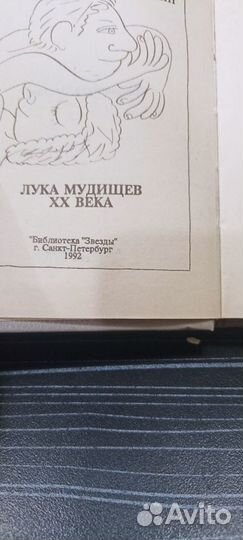 ЛУКА МУДИЩЕВ
XX ВЕКА
"Библиотека "Звезды"
г. Санкт-Петербург
1992
Avito